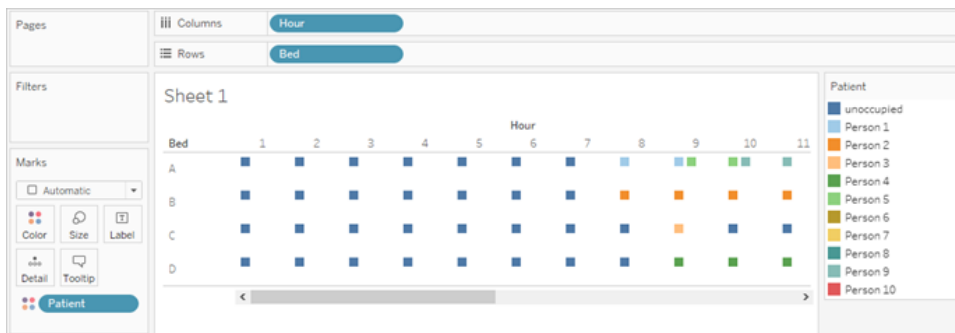 Pages
Columns
Hour
Rows
Bed
Filters
Marks
Automatic
Color
Size
T
Label
Detail
Tooltip
Patient
Sheet 1
Hour
Bed 1 2 3 4 5 6 7 8 9 10 11
A
B
C
D
Patient
unoccupied
Person 1
Person 2
Person 3
Person 4
Person 5
Person 6
Person 7
Person 8
Person 9
Person 10